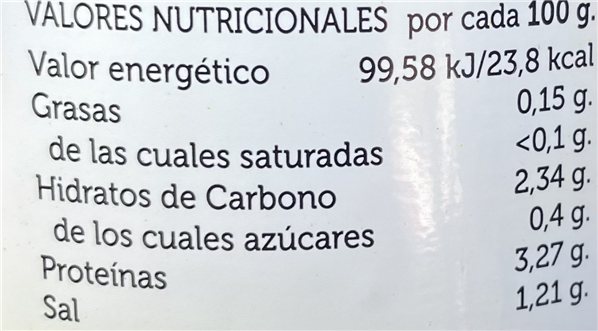 VALORES NUTRICIONALES por cada 100 g.
Valor energético 99,58 kJ/23,8 kcal
Grasas 0,15 g.
de las cuales saturadas <0,1 g.
Hidratos de Carbono 2,34 g.
de los cuales azúcares 0,4 g.
Proteínas 3,27 g.
Sal 1,21 g.